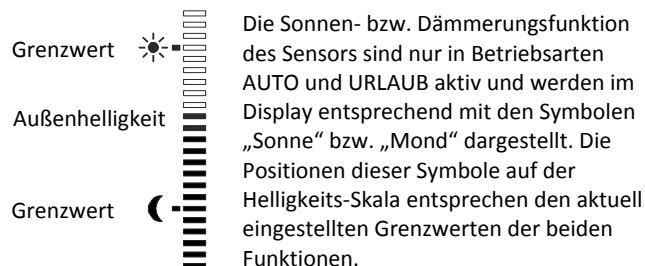 Grenzwert
Außenhelligkeit
Grenzwert
Die Sonnen- bzw. Dämmerungsfunktion
des Sensors sind nur in Betriebsarten
AUTO und URLAUB aktiv und werden im
Display entsprechend mit den Symbolen
„Sonne“ bzw. „Mond“ dargestellt. Die
Positionen dieser Symbole auf der
Helligkeits-Skala entsprechen den aktuell
eingestellten Grenzwerten der beiden
Funktionen.